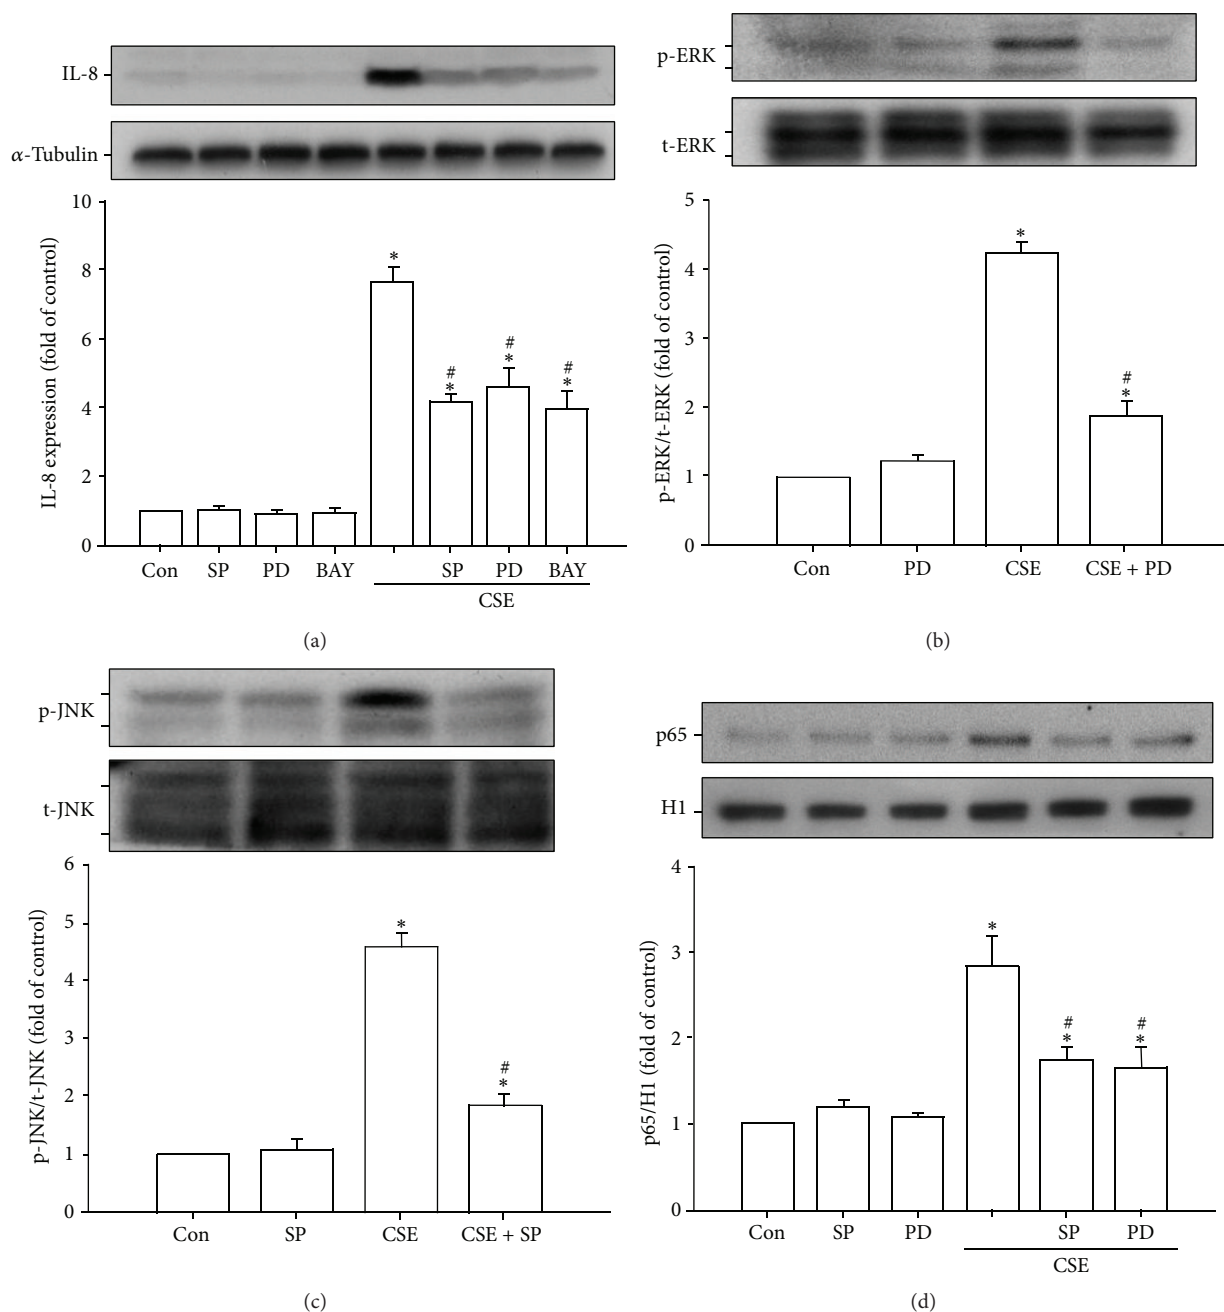 IL-8
α-Tubulin
10
8
6
4
2
0
IL-8 expression (fold of control)
*
#
*
#
*
#
*
Con SP PD BAY SP PD BAY
CSE
(a)
p-ERK
t-ERK
5
4
3
2
1
0
p-ERK/t-ERK (fold of control)
*
#
*
Con PD CSE CSE + PD
(b)
p-JNK
t-JNK
6
5
4
3
2
1
0
p-JNK/t-JNK (fold of control)
*
#
*
Con SP CSE CSE + SP
(c)
p65
H1
4
3
2
1
0
p65/H1 (fold of control)
*
#
*
#
*
Con SP PD SP PD
CSE
(d)